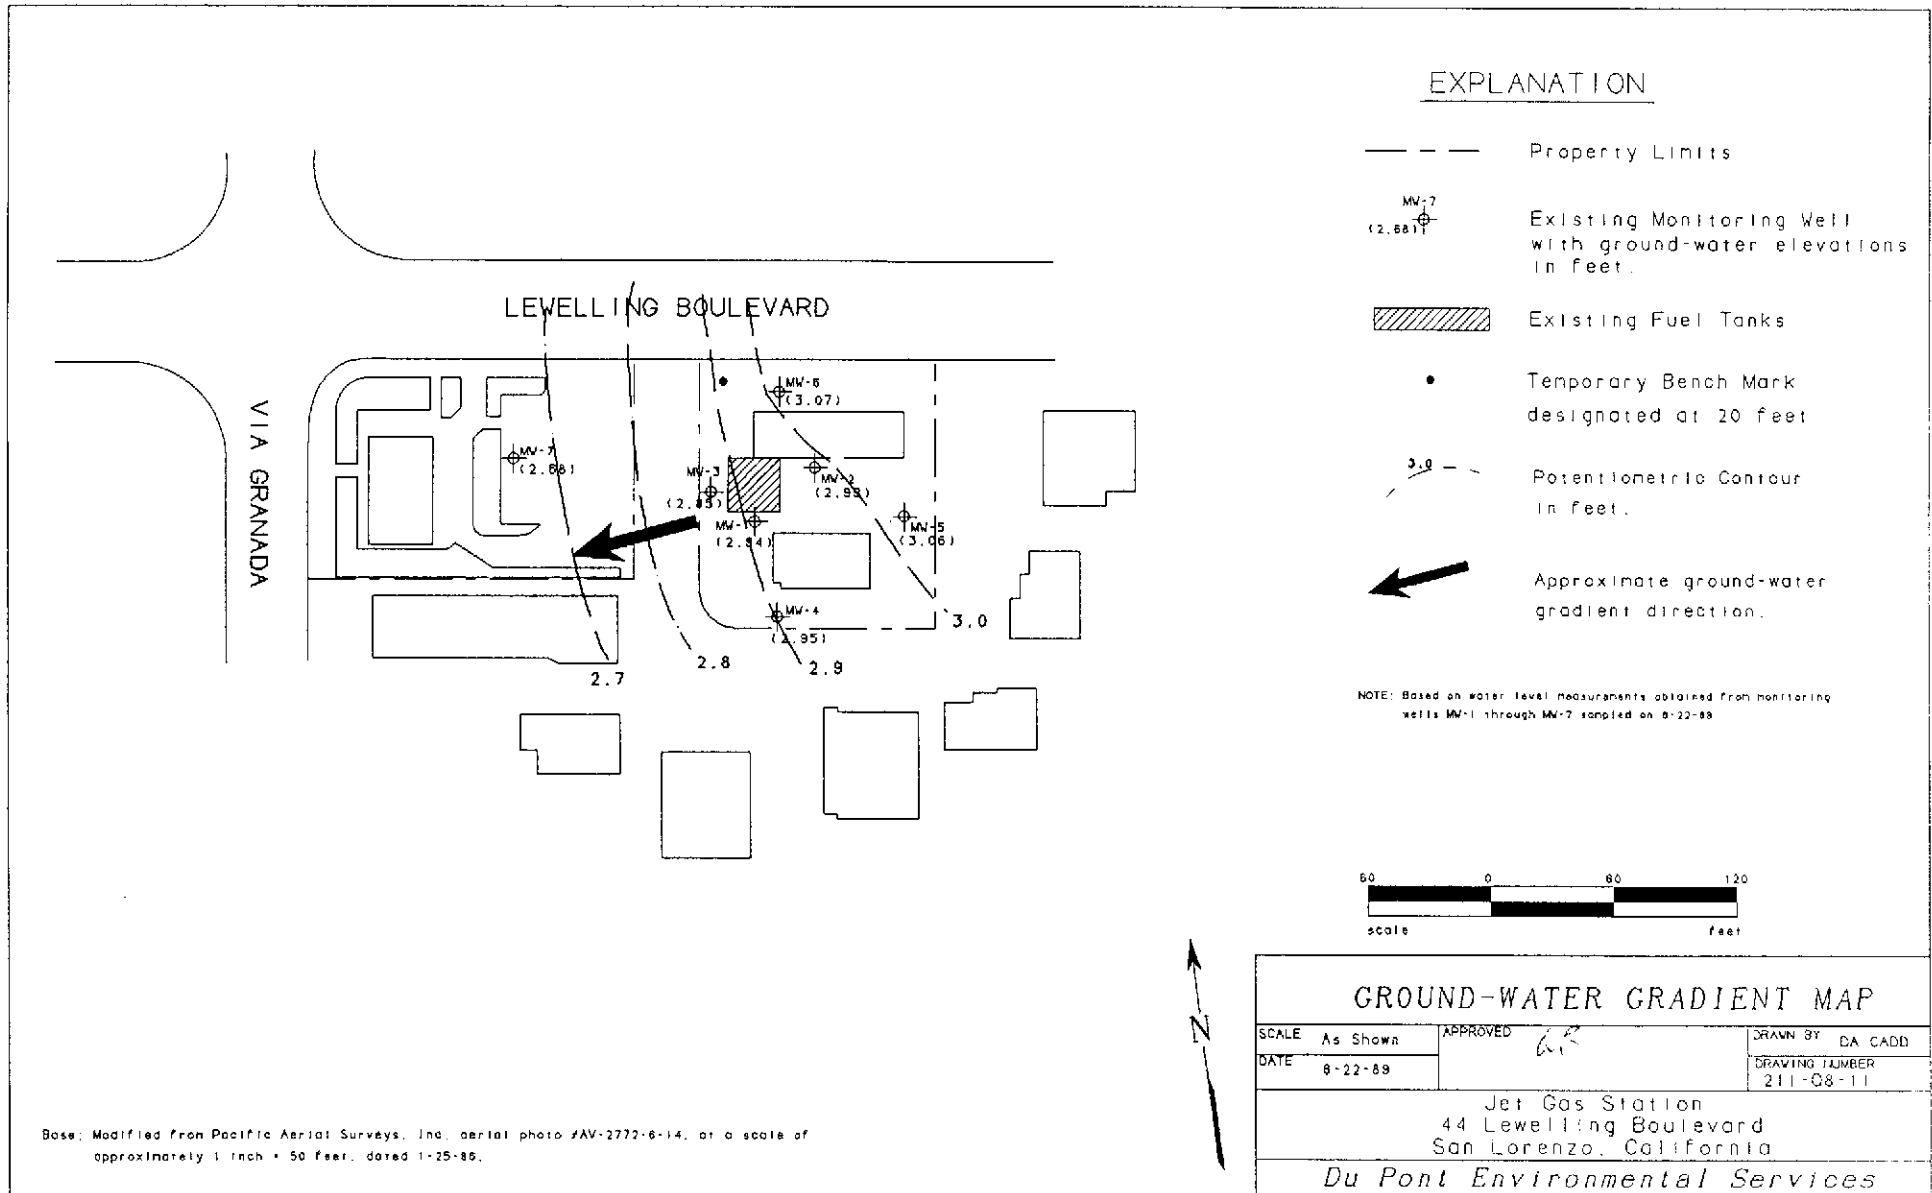 EXPLANATION
Property Limits
MW-7
(2.68)
Existing Monitoring Well
with ground-water elevations
in feet.
Existing Fuel Tanks
Temporary Bench Mark
designated at 20 feet
3.0
Potentiometric Contour
in feet.
Approximate ground-water
gradient direction.
NOTE: Based on water level measuraments obtained from monitoring
wells MW-1 through MW-7 sampled on 8-22-89
LEWELLING BOULEVARD
VIA GRANADA
MW-6
(3.07)
MW-7
(2.68)
MW-3
(2.85)
MW-2
(2.99)
MW-1
(2.84)
MW-5
(3.06)
MW-4
(2.95)
3.0
2.9
2.8
2.7
60 0 60 120
scale feet
N
GROUND-WATER GRADIENT MAP
SCALE As Shown
APPROVED
DRAWN BY DA CADD
DATE 8-22-89
DRAWING NUMBER
211-08-11
Jet Gas Station
44 Lewelling Boulevard
San Lorenzo, California
Du Pont Environmental Services
Base: Modified from Pacific Aerial Surveys, Inc. aerial photo #AV-2772-6-14, at a scale of
approximately 1 inch = 50 feet, dated 1-25-86.